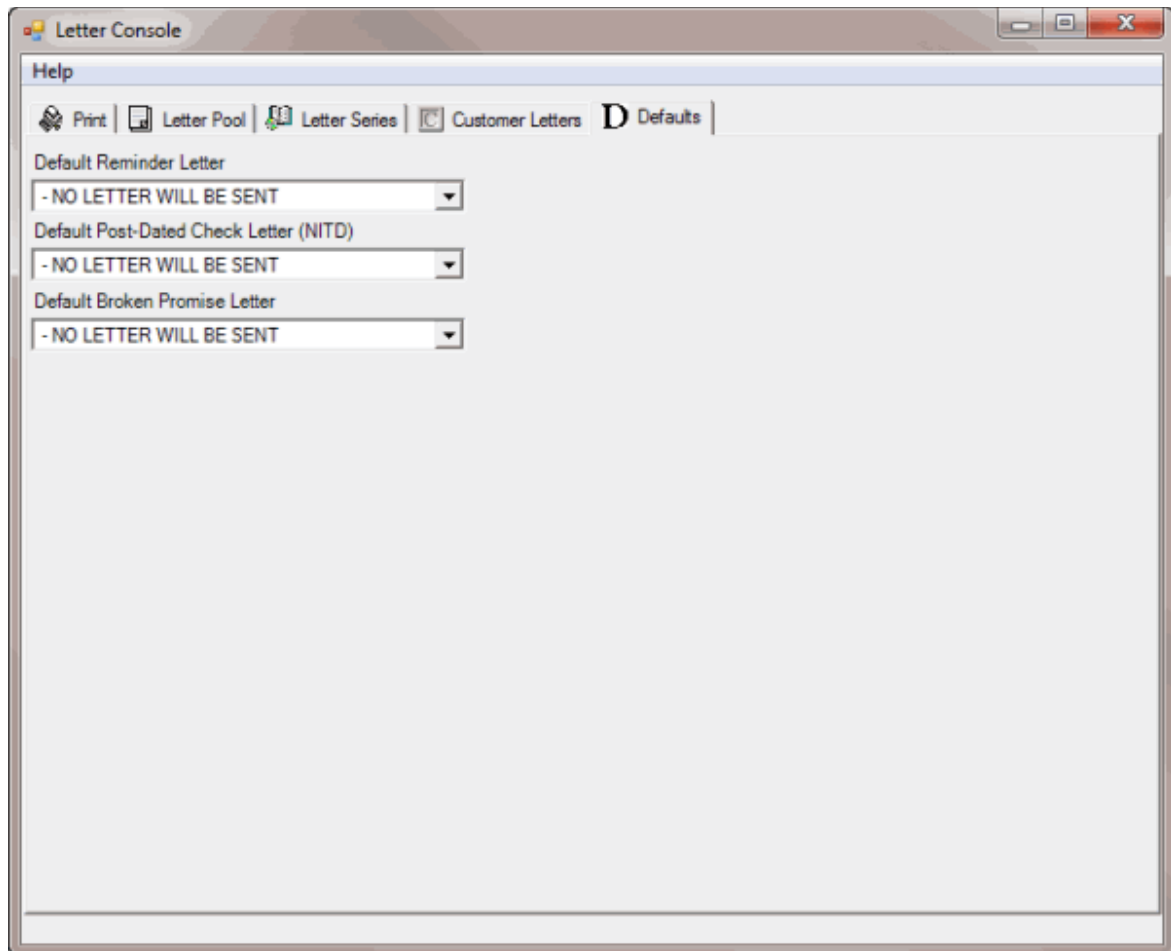 Letter Console
Help
Print Letter Pool Letter Series C Customer Letters D Defaults
Default Reminder Letter
- NO LETTER WILL BE SENT
Default Post-Dated Check Letter (NITD)
- NO LETTER WILL BE SENT
Default Broken Promise Letter
- NO LETTER WILL BE SENT